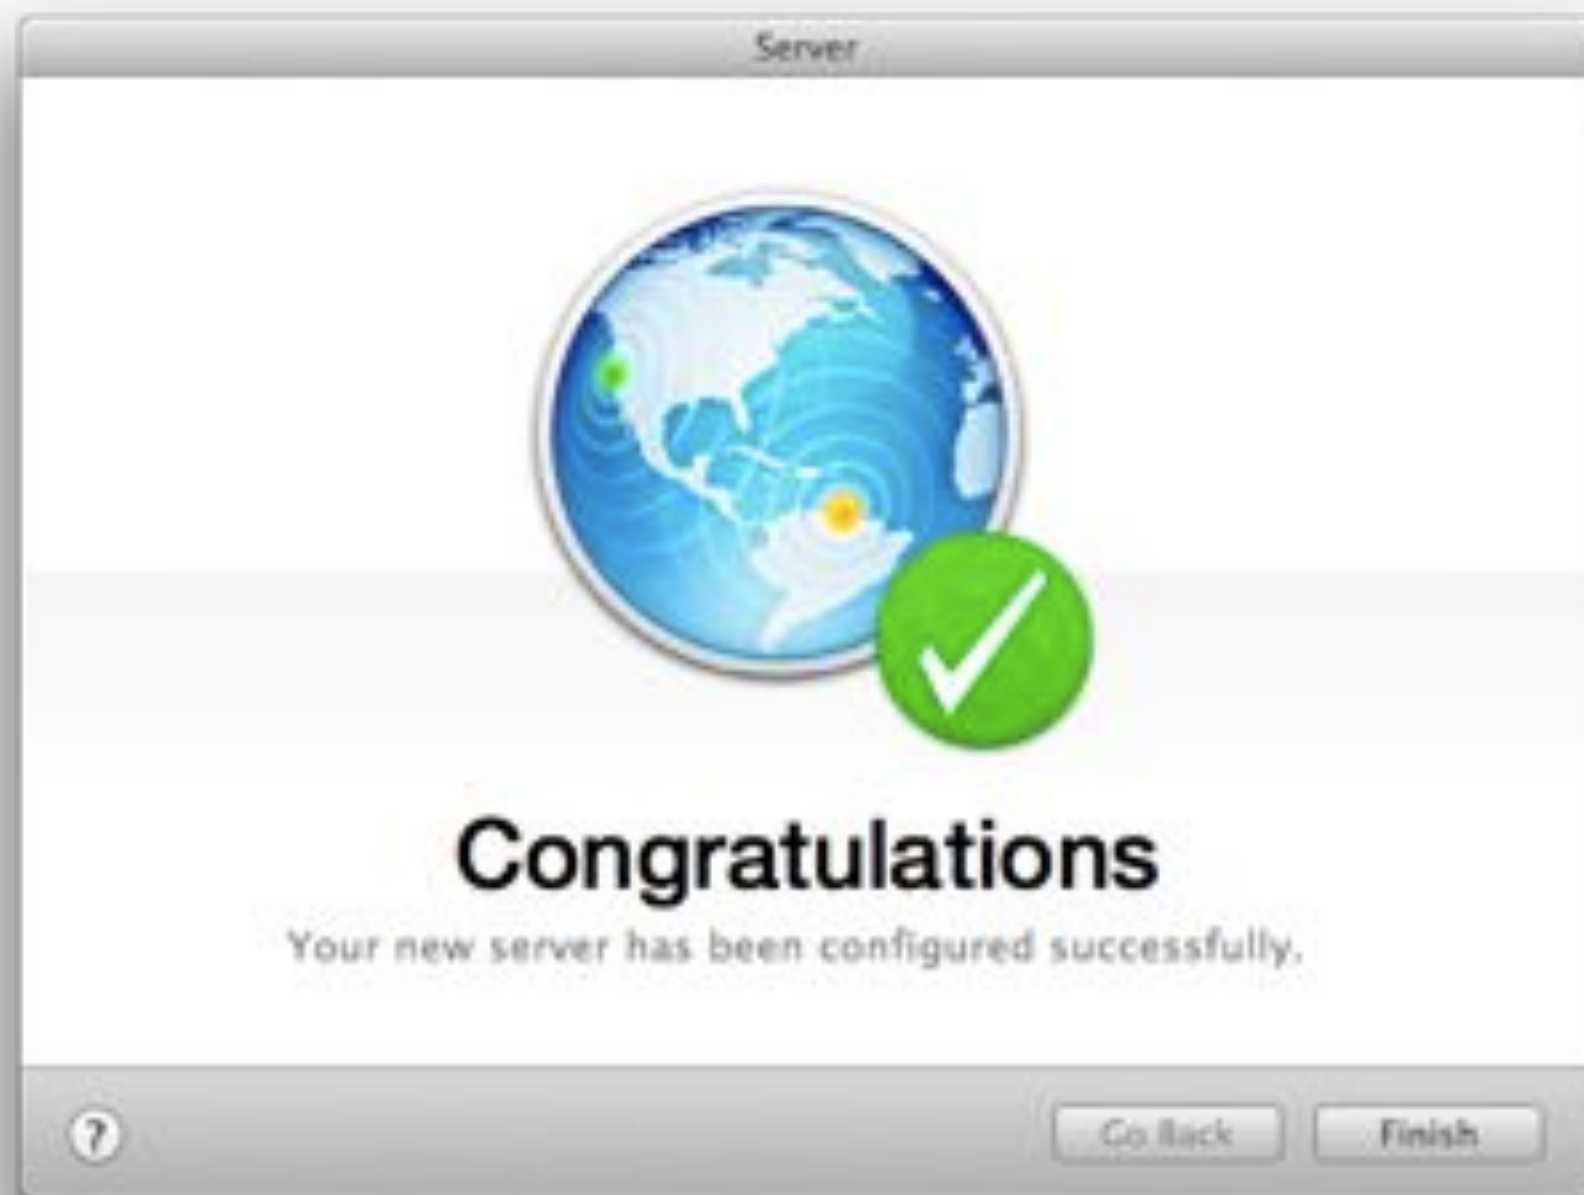 Server
Congratulations
Your new server has been configured successfully.
?
Go Back
Finish